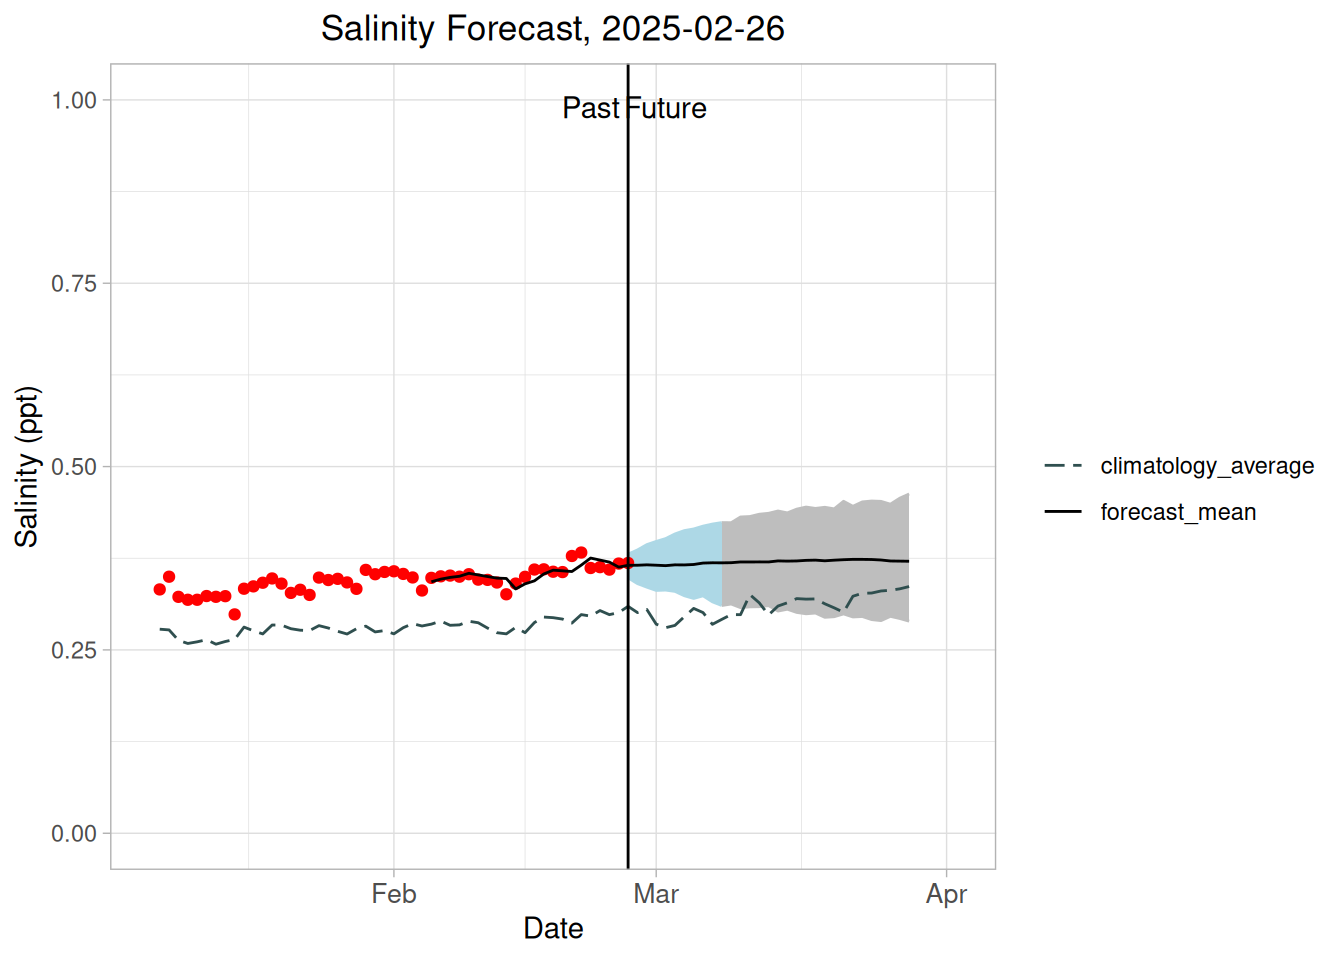 Salinity Forecast, 2025-02-26
Past Future
1.00
0.75
0.50
0.25
0.00
Salinity (ppt)
Feb Mar Apr
Date
climatology_average
forecast_mean